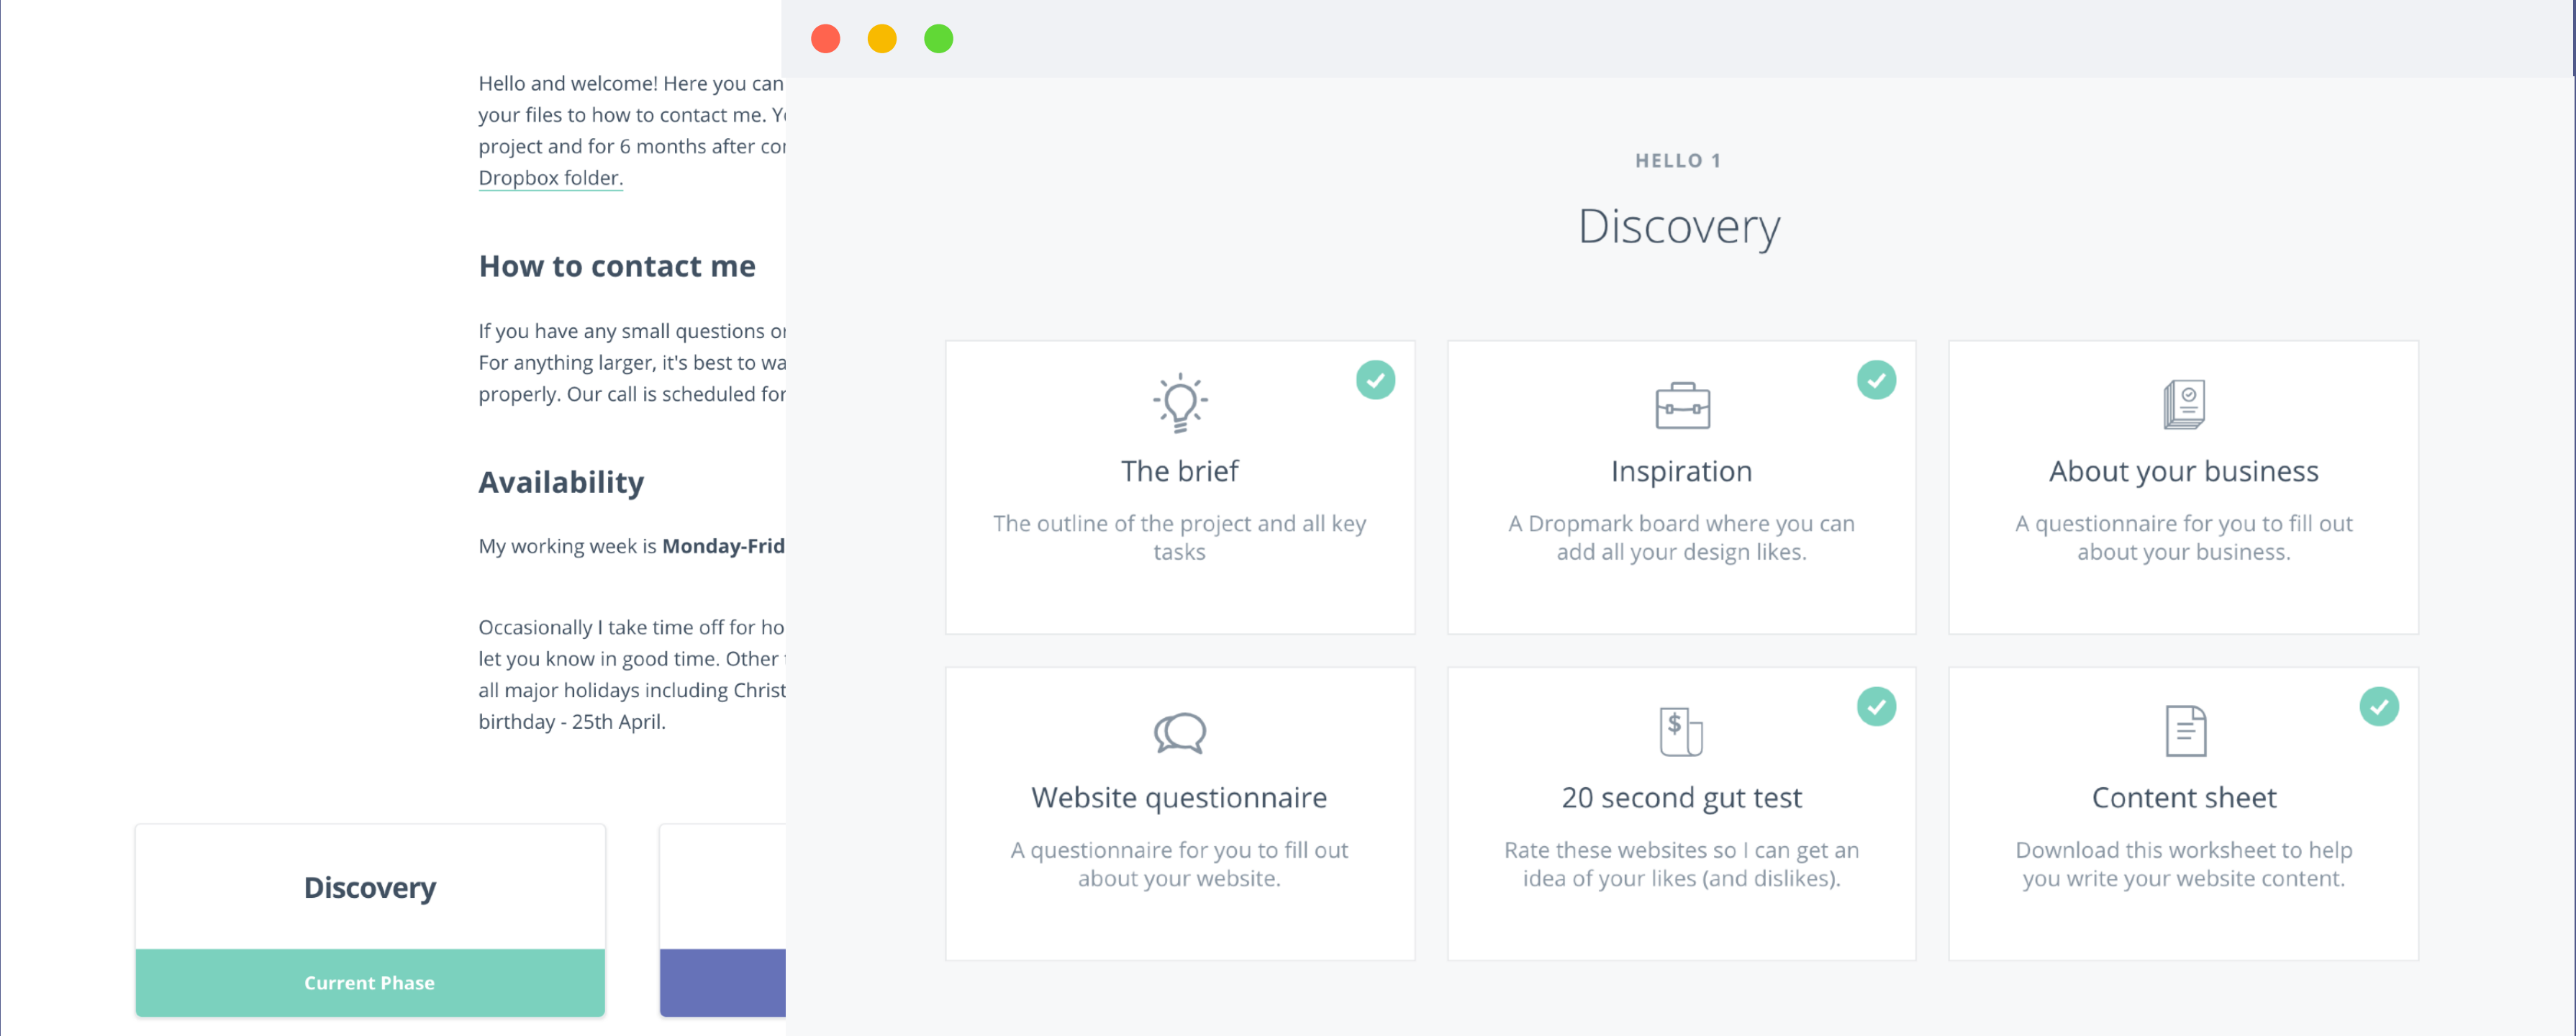 Hello and welcome! Here you can
your files to how to contact me.
project and for 6 months after
Dropbox folder.
How to contact me
If you have any small questions
For anything larger, it's best to
properly. Our call is scheduled for
Availability
My working week is Monday-Frid
Occasionally I take time off for
let you know in good time. Other
all major holidays including Christ
birthday - 25th April.
Discovery
Current Phase
HELLO 1
Discovery
The brief
The outline of the project and all key
tasks
Inspiration
A Dropmark board where you can
add all your design likes.
About your business
A questionnaire for you to fill out
about your business.
Website questionnaire
A questionnaire for you to fill out
about your website.
$
20 second gut test
Rate these websites so I can get an
idea of your likes (and dislikes).
Content sheet
Download this worksheet to help
you write your website content.